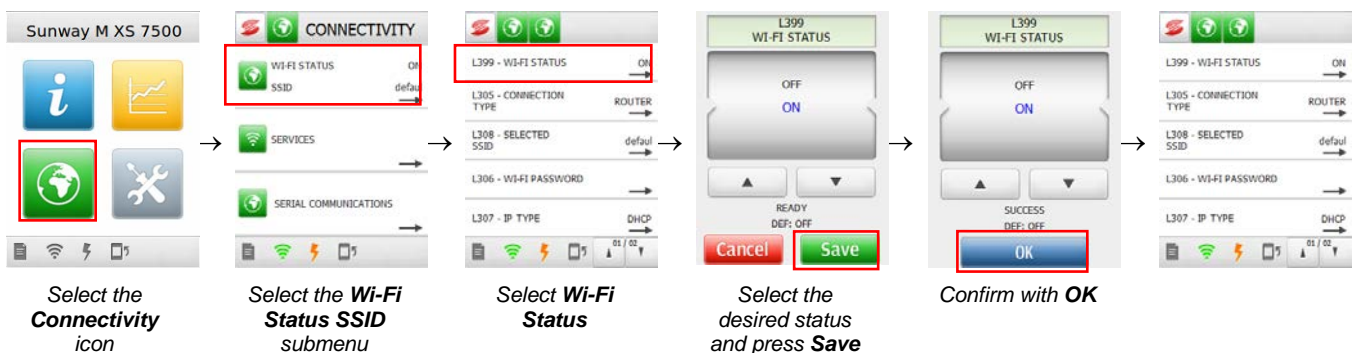 Sunway M XS 7500
CONNECTIVITY
WI-FI STATUS ON
SSID defau
SERVICES
SERIAL COMMUNICATIONS
L399 - WI-FI STATUS ON
L305 - CONNECTION
TYPE ROUTER
L308 - SELECTED
SSID defaul
L306 - WI-FI PASSWORD
L307 - IP TYPE DHCP
01 / 02
L399
WI-FI STATUS
OFF
ON
READY
DEF: OFF
Cancel Save
L399
WI-FI STATUS
OFF
ON
SUCCESS
DEF: OFF
OK
L399 - WI-FI STATUS ON
L305 - CONNECTION
TYPE ROUTER
L308 - SELECTED
SSID defaul
L306 - WI-FI PASSWORD
L307 - IP TYPE DHCP
01 / 02
Select the
Connectivity
icon
Select the Wi-Fi
Status SSID
submenu
Select Wi-Fi
Status
Select the
desired status
and press Save
Confirm with OK